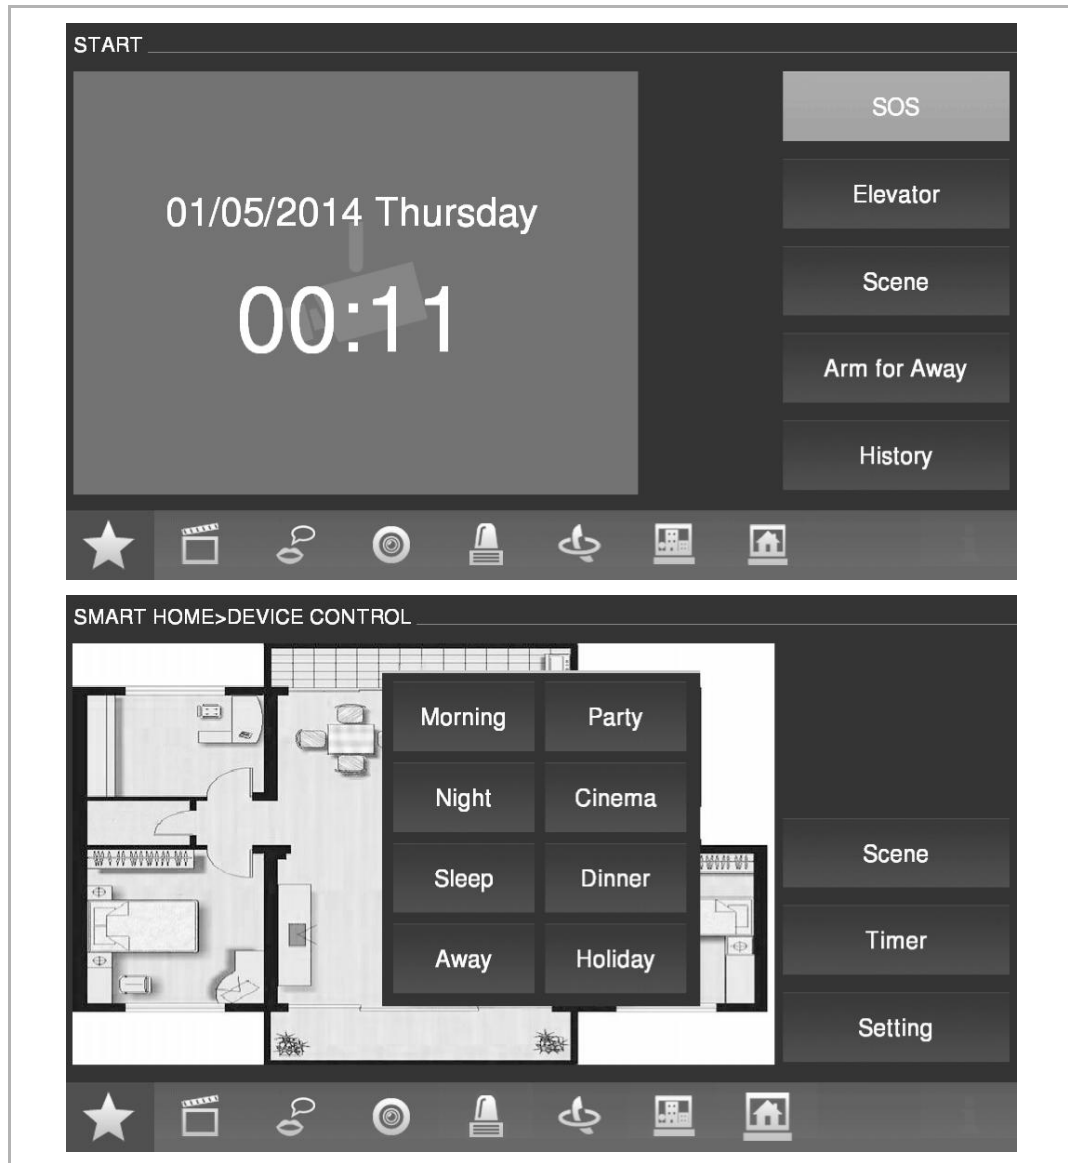 START
SOS
01/05/2014 Thursday
00:11
Elevator
Scene
Arm for Away
History
SMART HOME>DEVICE CONTROL
Morning Party
Night Cinema
Sleep Dinner
Away Holiday
Scene
Timer
Setting